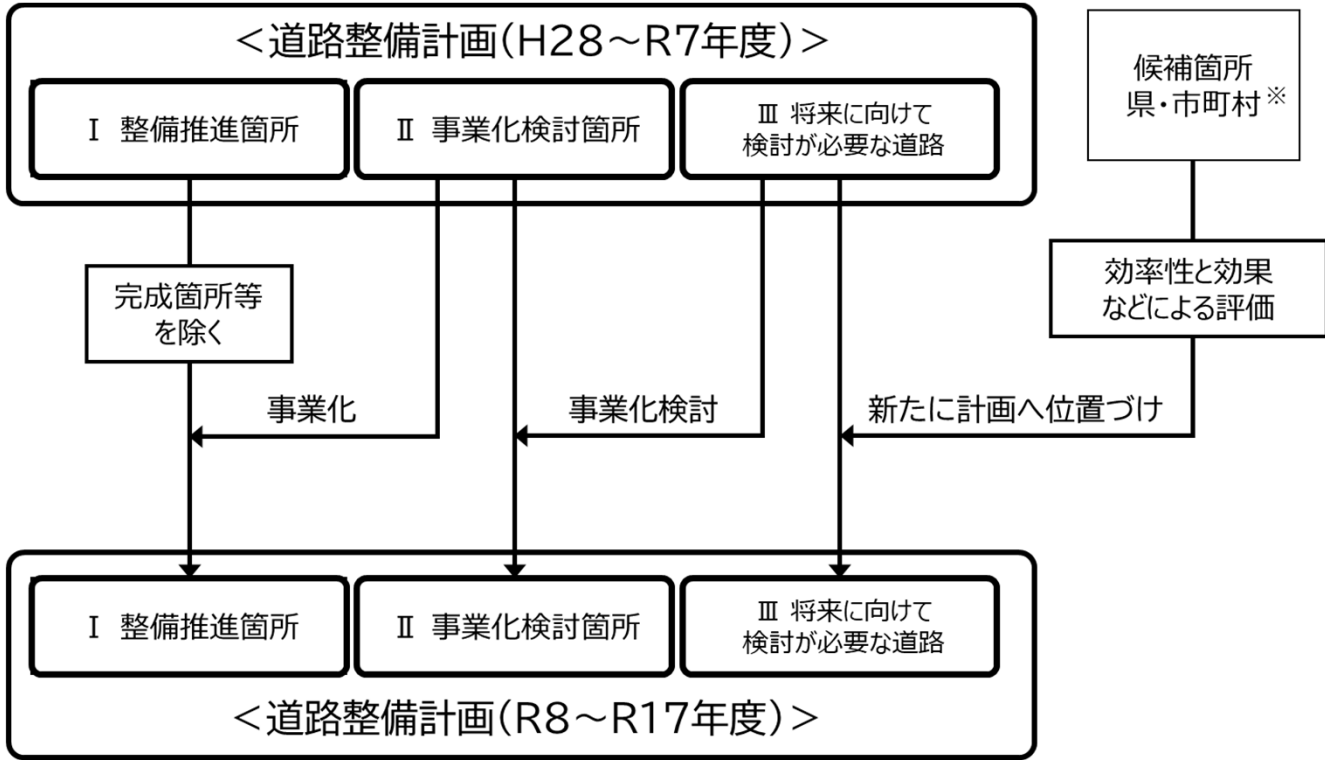 ＜道路整備計画(H28～R7年度)＞
Ⅰ 整備推進箇所
Ⅱ 事業化検討箇所
Ⅲ 将来に向けて
検討が必要な道路
候補箇所
県・市町村※
完成箇所等
を除く
効率性と効果
などによる評価
事業化
事業化検討
新たに計画へ位置づけ
Ⅰ 整備推進箇所
Ⅱ 事業化検討箇所
Ⅲ 将来に向けて
検討が必要な道路
＜道路整備計画(R8～R17年度)＞